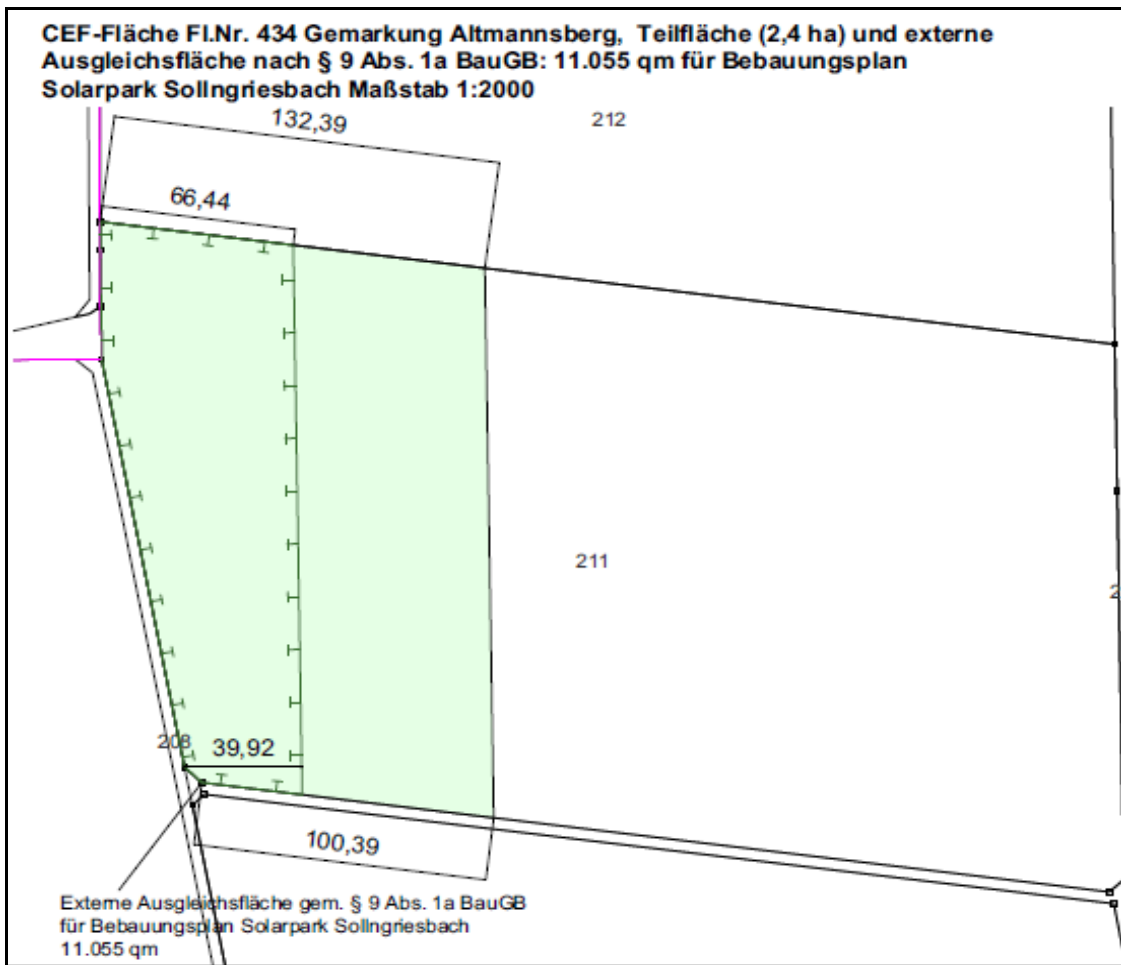 CEF-Fläche Fl.Nr. 434 Gemarkung Altmannsberg, Teilfläche (2,4 ha) und externe
Ausgleichsfläche nach § 9 Abs. 1a BauGB: 11.055 qm für Bebauungsplan
Solarpark Sollngriesbach Maßstab 1:2000
132,39
212
66,44
211
2
208
39,92
100,39
Externe Ausgleichsfläche gem. § 9 Abs. 1a BauGB
für Bebauungsplan Solarpark Sollngriesbach
11.055 qm